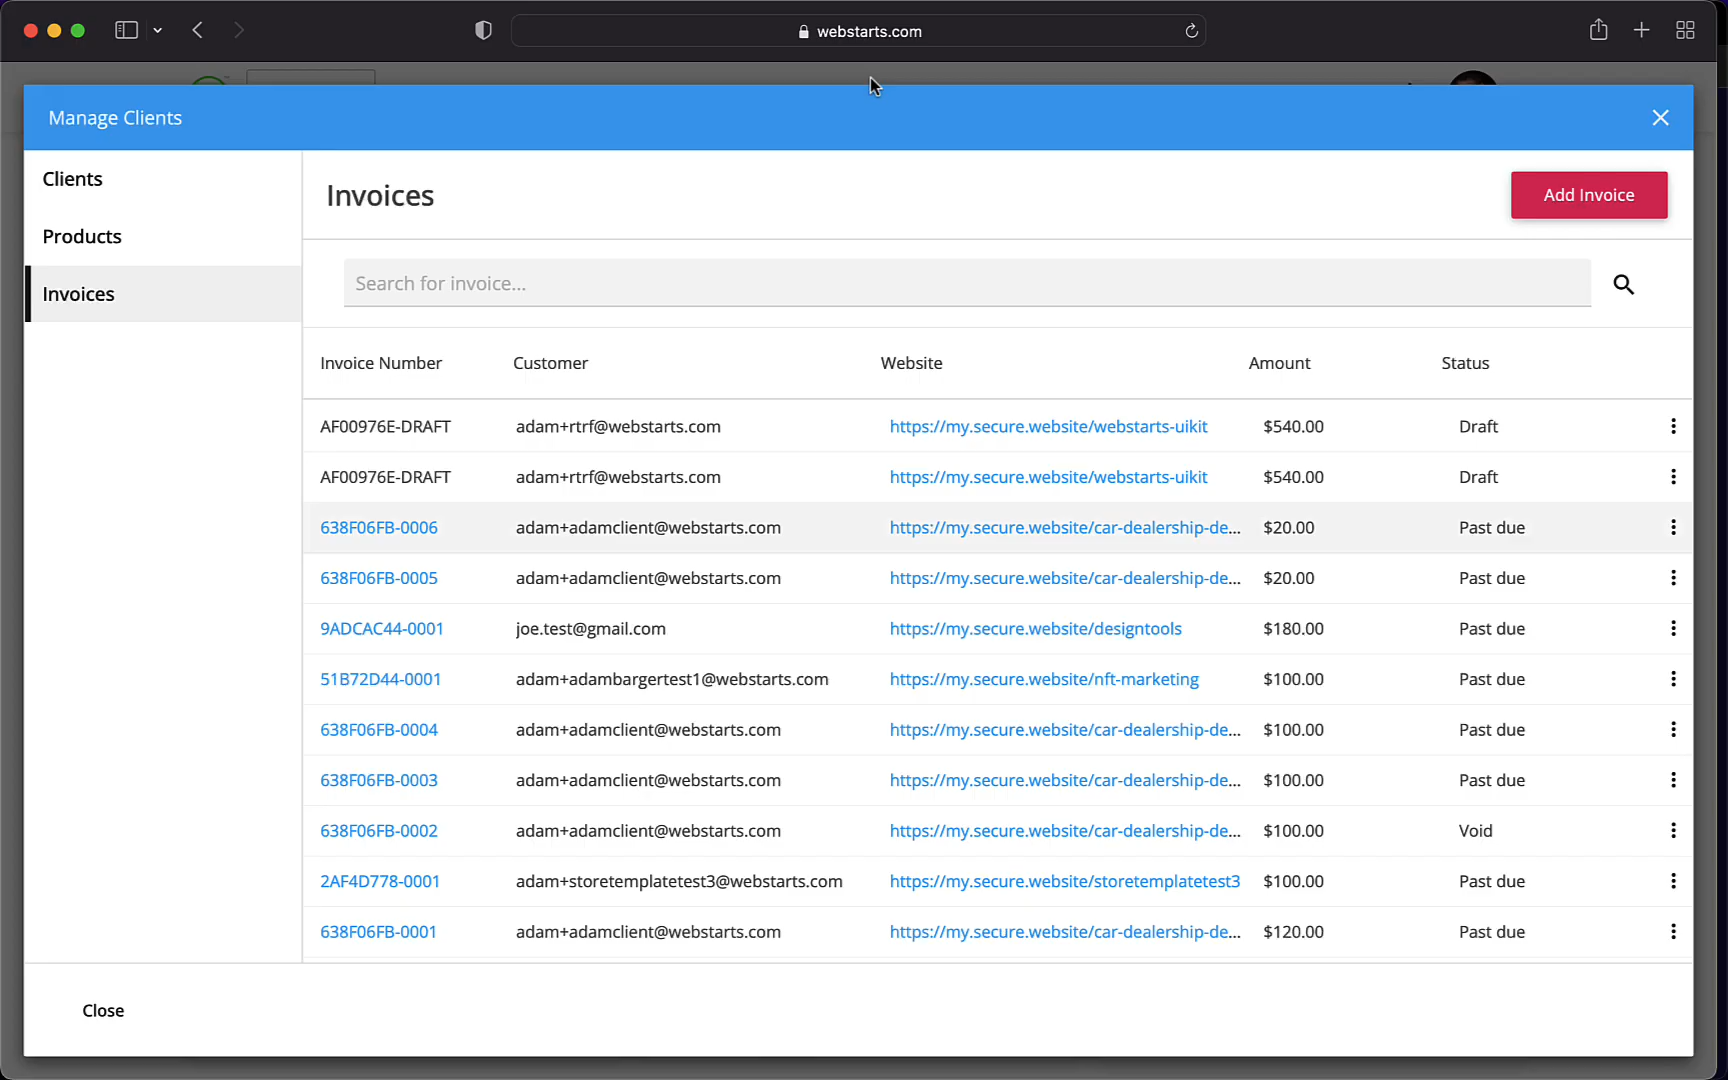 webstarts.com
Manage Clients
Clients
Products
Invoices
Invoices
Add Invoice
Search for invoice...
Invoice Number Customer Website Amount Status
AF00976E-DRAFT adam+rtrf@webstarts.com https://my.secure.website/webstarts-uikit $540.00 Draft
AF00976E-DRAFT adam+rtrf@webstarts.com https://my.secure.website/webstarts-uikit $540.00 Draft
638F06FB-0006 adam+adamclient@webstarts.com https://my.secure.website/car-dealership-de... $20.00 Past due
638F06FB-0005 adam+adamclient@webstarts.com https://my.secure.website/car-dealership-de... $20.00 Past due
9ADCAC44-0001 joe.test@gmail.com https://my.secure.website/designtools $180.00 Past due
51B72D44-0001 adam+adambargertest1@webstarts.com https://my.secure.website/nft-marketing $100.00 Past due
638F06FB-0004 adam+adamclient@webstarts.com https://my.secure.website/car-dealership-de... $100.00 Past due
638F06FB-0003 adam+adamclient@webstarts.com https://my.secure.website/car-dealership-de... $100.00 Past due
638F06FB-0002 adam+adamclient@webstarts.com https://my.secure.website/car-dealership-de... $100.00 Void
2AF4D778-0001 adam+storetemplatetest3@webstarts.com https://my.secure.website/storetemplatetest3 $100.00 Past due
638F06FB-0001 adam+adamclient@webstarts.com https://my.secure.website/car-dealership-de... $120.00 Past due
Close